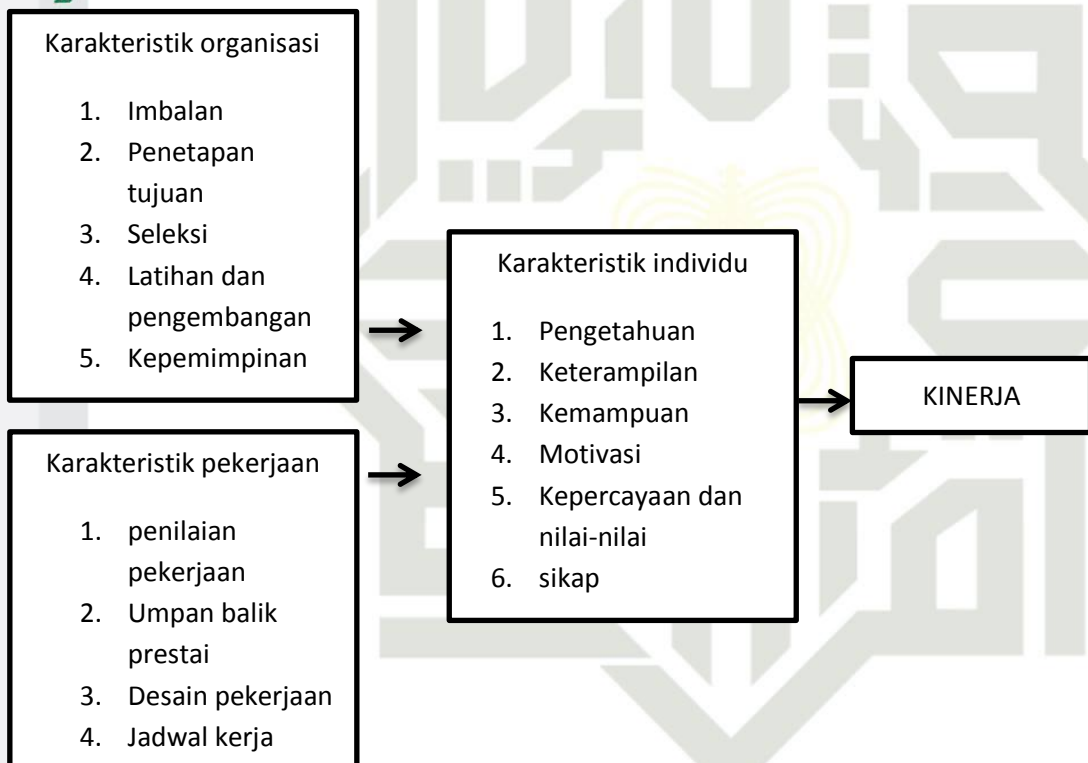 Karakteristik organisasi
1. Imbalan
2. Penetapan
tujuan
3. Seleksi
4. Latihan dan
pengembangan
5. Kepemimpinan
Karakteristik pekerjaan
1. penilaian
pekerjaan
2. Umpan balik
prestai
3. Desain pekerjaan
4. Jadwal kerja
Karakteristik individu
1. Pengetahuan
2. Keterampilan
3. Kemampuan
4. Motivasi
5. Kepercayaan dan
nilai-nilai
6. sikap
KINERJA